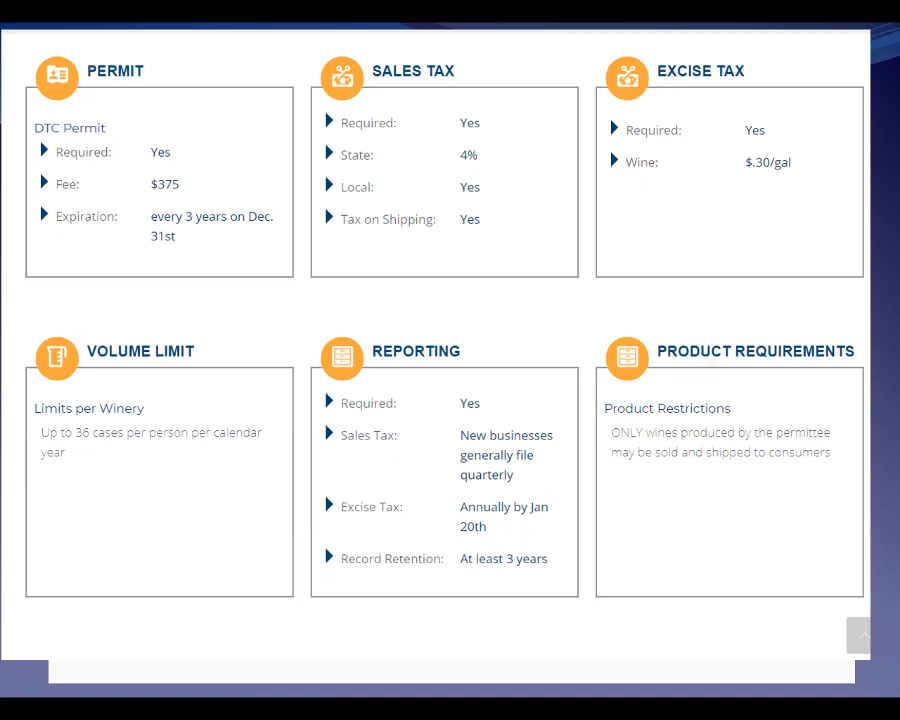 PERMIT
DTC Permit
Required: Yes
Fee: $375
Expiration: every 3 years on Dec.
31st
SALES TAX
Required: Yes
State: 4%
Local: Yes
Tax on Shipping: Yes
EXCISE TAX
Required: Yes
Wine: $.30/gal
VOLUME LIMIT
Limits per Winery
Up to 36 cases per person per calendar
year
REPORTING
Required: Yes
Sales Tax: New businesses
generally file
quarterly
Excise Tax: Annually by Jan
20th
Record Retention: At least 3 years
PRODUCT REQUIREMENTS
Product Restrictions
ONLY wines produced by the permittee
may be sold and shipped to consumers